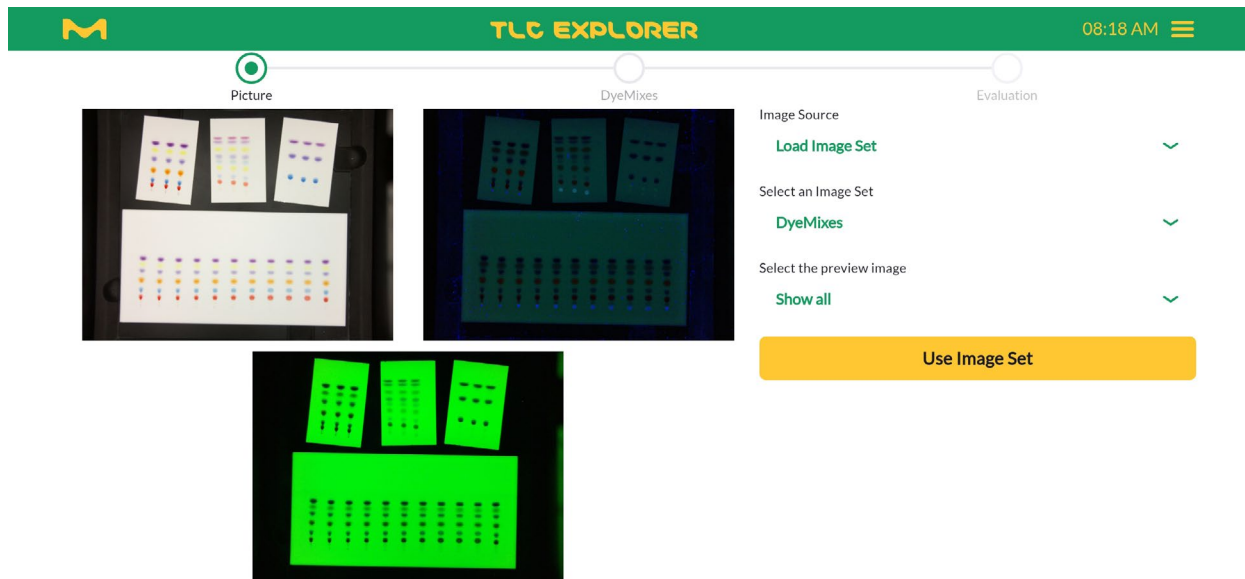 TLC EXPLORER
08:18 AM
Picture
DyeMixes
Evaluation
Image Source
Load Image Set
Select an Image Set
DyeMixes
Select the preview image
Show all
Use Image Set